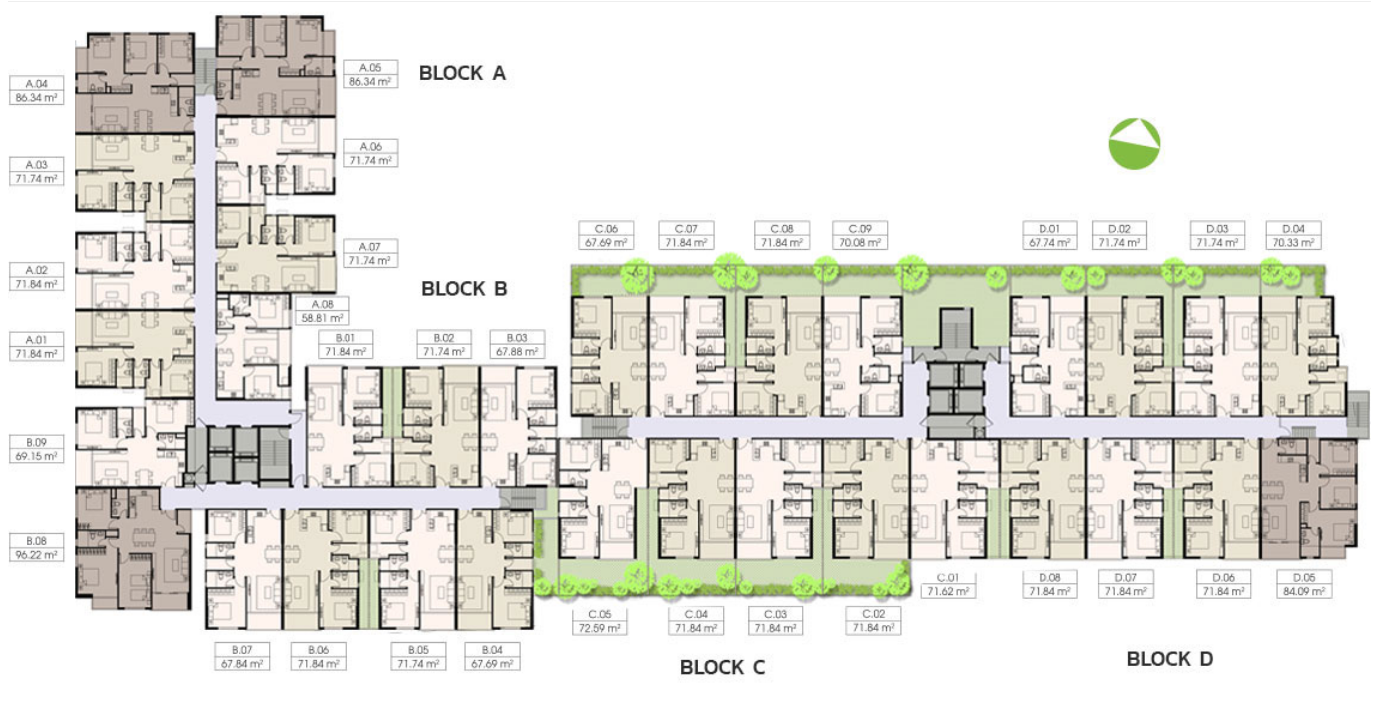 BLOCK A
A.04
86.34 m²
A.05
86.34 m²
A.03
71.74 m²
A.06
71.74 m²
A.02
71.84 m²
A.07
71.74 m²
A.01
71.84 m²
A.08
58.81 m²
BLOCK B
B.01
71.84 m²
B.02
71.74 m²
B.03
67.88 m²
B.09
69.15 m²
B.08
96.22 m²
B.07
67.84 m²
B.06
71.84 m²
B.05
71.74 m²
B.04
67.69 m²
C.06
67.69 m²
C.07
71.84 m²
C.08
71.84 m²
C.09
70.08 m²
D.01
67.74 m²
D.02
71.74 m²
D.03
71.74 m²
D.04
70.33 m²
C.05
72.59 m²
C.04
71.84 m²
C.03
71.84 m²
C.02
71.84 m²
C.01
71.62 m²
D.08
71.84 m²
D.07
71.84 m²
D.06
71.84 m²
D.05
84.09 m²
BLOCK C
BLOCK D